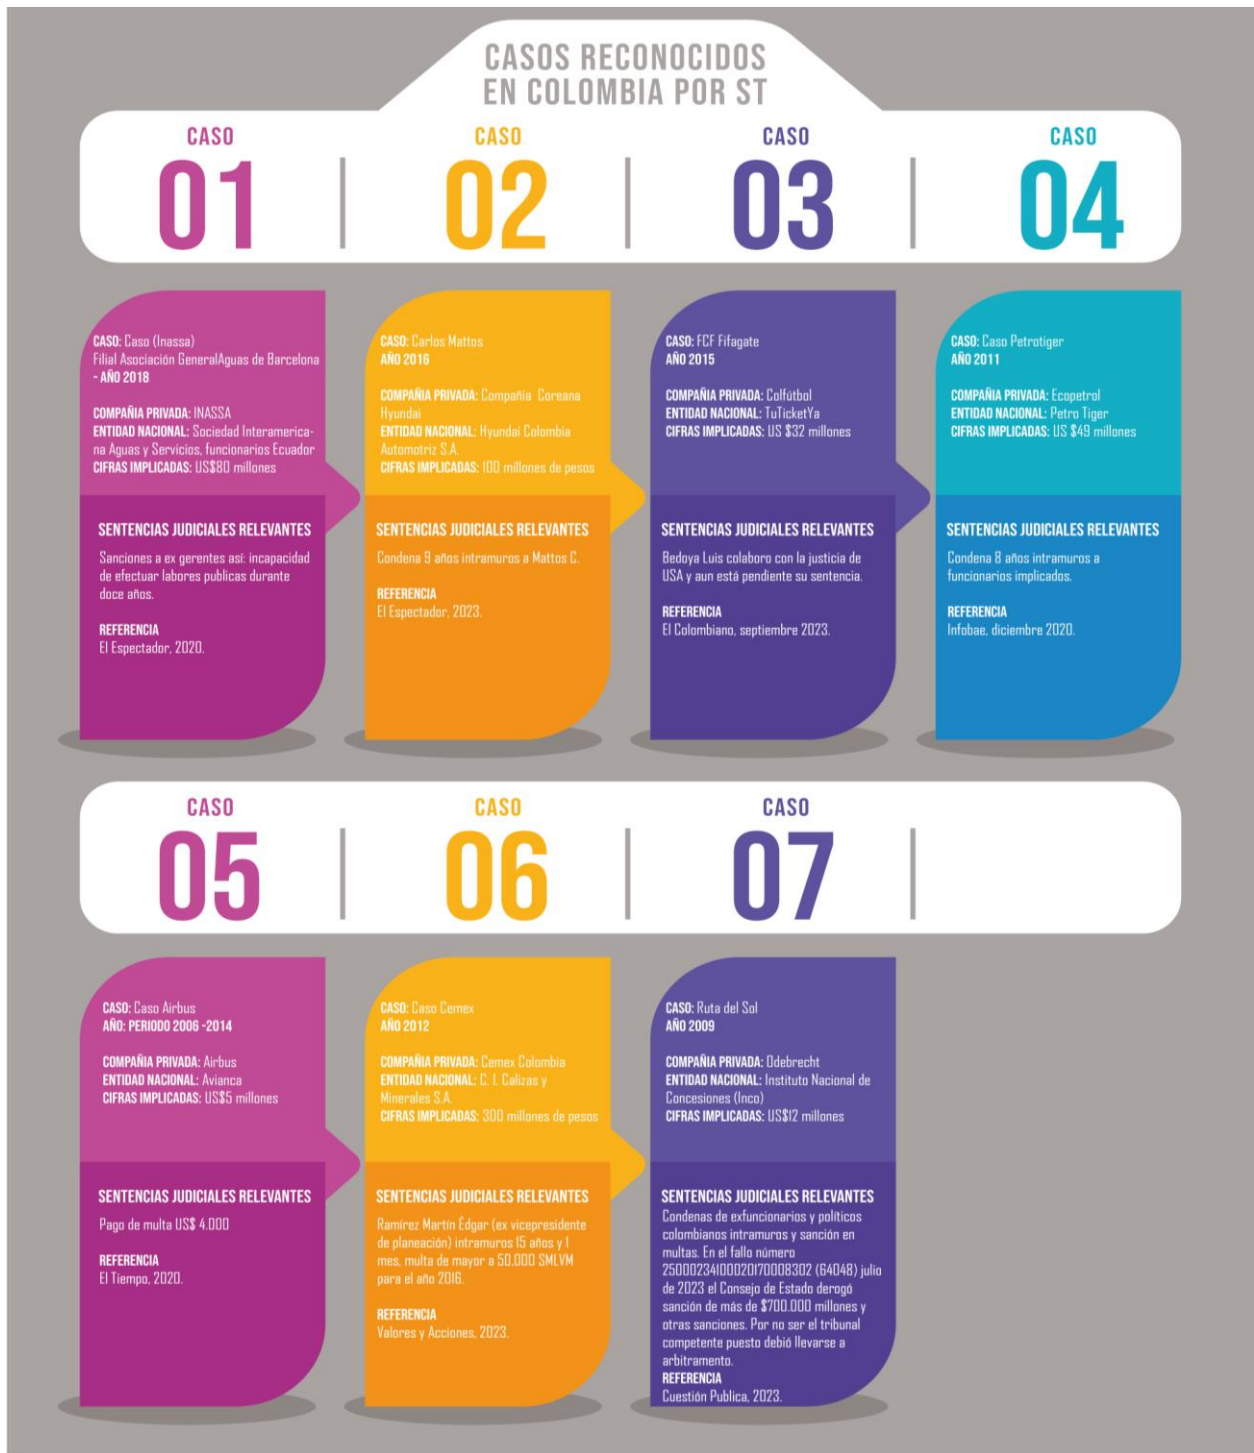 CASOS RECONOCIDOS
EN COLOMBIA POR ST
CASO
01
CASO
02
CASO
03
CASO
04
CASO: Caso (Inassa)
Filial Asociación GeneralAguas de Barcelona
- AÑO 2018
COMPAÑIA PRIVADA: INASSA
ENTIDAD NACIONAL: Sociedad Interamerica-
na Aguas y Servicios, funcionarios Ecuador
CIFRAS IMPLICADAS: US$80 millones
SENTENCIAS JUDICIALES RELEVANTES
Sanciones a ex gerentes así: incapacidad
de efectuar labores publicas durante
doce años.
REFERENCIA
El Espectador, 2020.
CASO: Carlos Mattos
AÑO 2016
COMPAÑIA PRIVADA: Compañía Coreana
Hyundai
ENTIDAD NACIONAL: Hyundai Colombia
Automotriz S.A.
CIFRAS IMPLICADAS: 100 millones de pesos
SENTENCIAS JUDICIALES RELEVANTES
Condena 9 años intramuros a Mattos C.
REFERENCIA
El Espectador, 2023.
CASO: FCF Fifagate
AÑO 2015
COMPAÑIA PRIVADA: Colfútbol
ENTIDAD NACIONAL: TuTicketYa
CIFRAS IMPLICADAS: US $32 millones
SENTENCIAS JUDICIALES RELEVANTES
Bedoya Luis colaboro con la justicia de
USA y aun está pendiente su sentencia.
REFERENCIA
El Colombiano, septiembre 2023.
CASO: Caso Petrotiger
AÑO 2011
COMPAÑIA PRIVADA: Ecopetrol
ENTIDAD NACIONAL: Petro Tiger
CIFRAS IMPLICADAS: US $49 millones
SENTENCIAS JUDICIALES RELEVANTES
Condena 8 años intramuros a
funcionarios implicados.
REFERENCIA
Infobae, diciembre 2020.
CASO
05
CASO
06
CASO
07
CASO: Caso Airbus
AÑO: PERIODO 2006 -2014
COMPAÑIA PRIVADA: Airbus
ENTIDAD NACIONAL: Avianca
CIFRAS IMPLICADAS: US$5 millones
SENTENCIAS JUDICIALES RELEVANTES
Pago de multa US$ 4.000
REFERENCIA
El Tiempo, 2020.
CASO: Caso Cemex
AÑO 2012
COMPAÑIA PRIVADA: Cemex Colombia
ENTIDAD NACIONAL: C. I. Calizas y
Minerales S.A.
CIFRAS IMPLICADAS: 300 millones de pesos
SENTENCIAS JUDICIALES RELEVANTES
Ramírez Martín Édgar (ex vicepresidente
de planeación) intramuros 15 años y 1
mes, multa de mayor a 50.000 SMLVM
para el año 2016.
REFERENCIA
Valores y Acciones, 2023.
CASO: Ruta del Sol
AÑO 2009
COMPAÑIA PRIVADA: Odebrecht
ENTIDAD NACIONAL: Instituto Nacional de
Concesiones (Inco)
CIFRAS IMPLICADAS: US$12 millones
SENTENCIAS JUDICIALES RELEVANTES
Condenas de exfuncionarios y políticos
colombianos intramuros y sanción en
multas. En el fallo número
25000234100020170008302 (64048) julio
de 2023 el Consejo de Estado derogó
sanción de más de $700.000 millones y
otras sanciones. Por no ser el tribunal
competente puesto debió llevarse a
arbitramento.
REFERENCIA
Cuestión Publica, 2023.